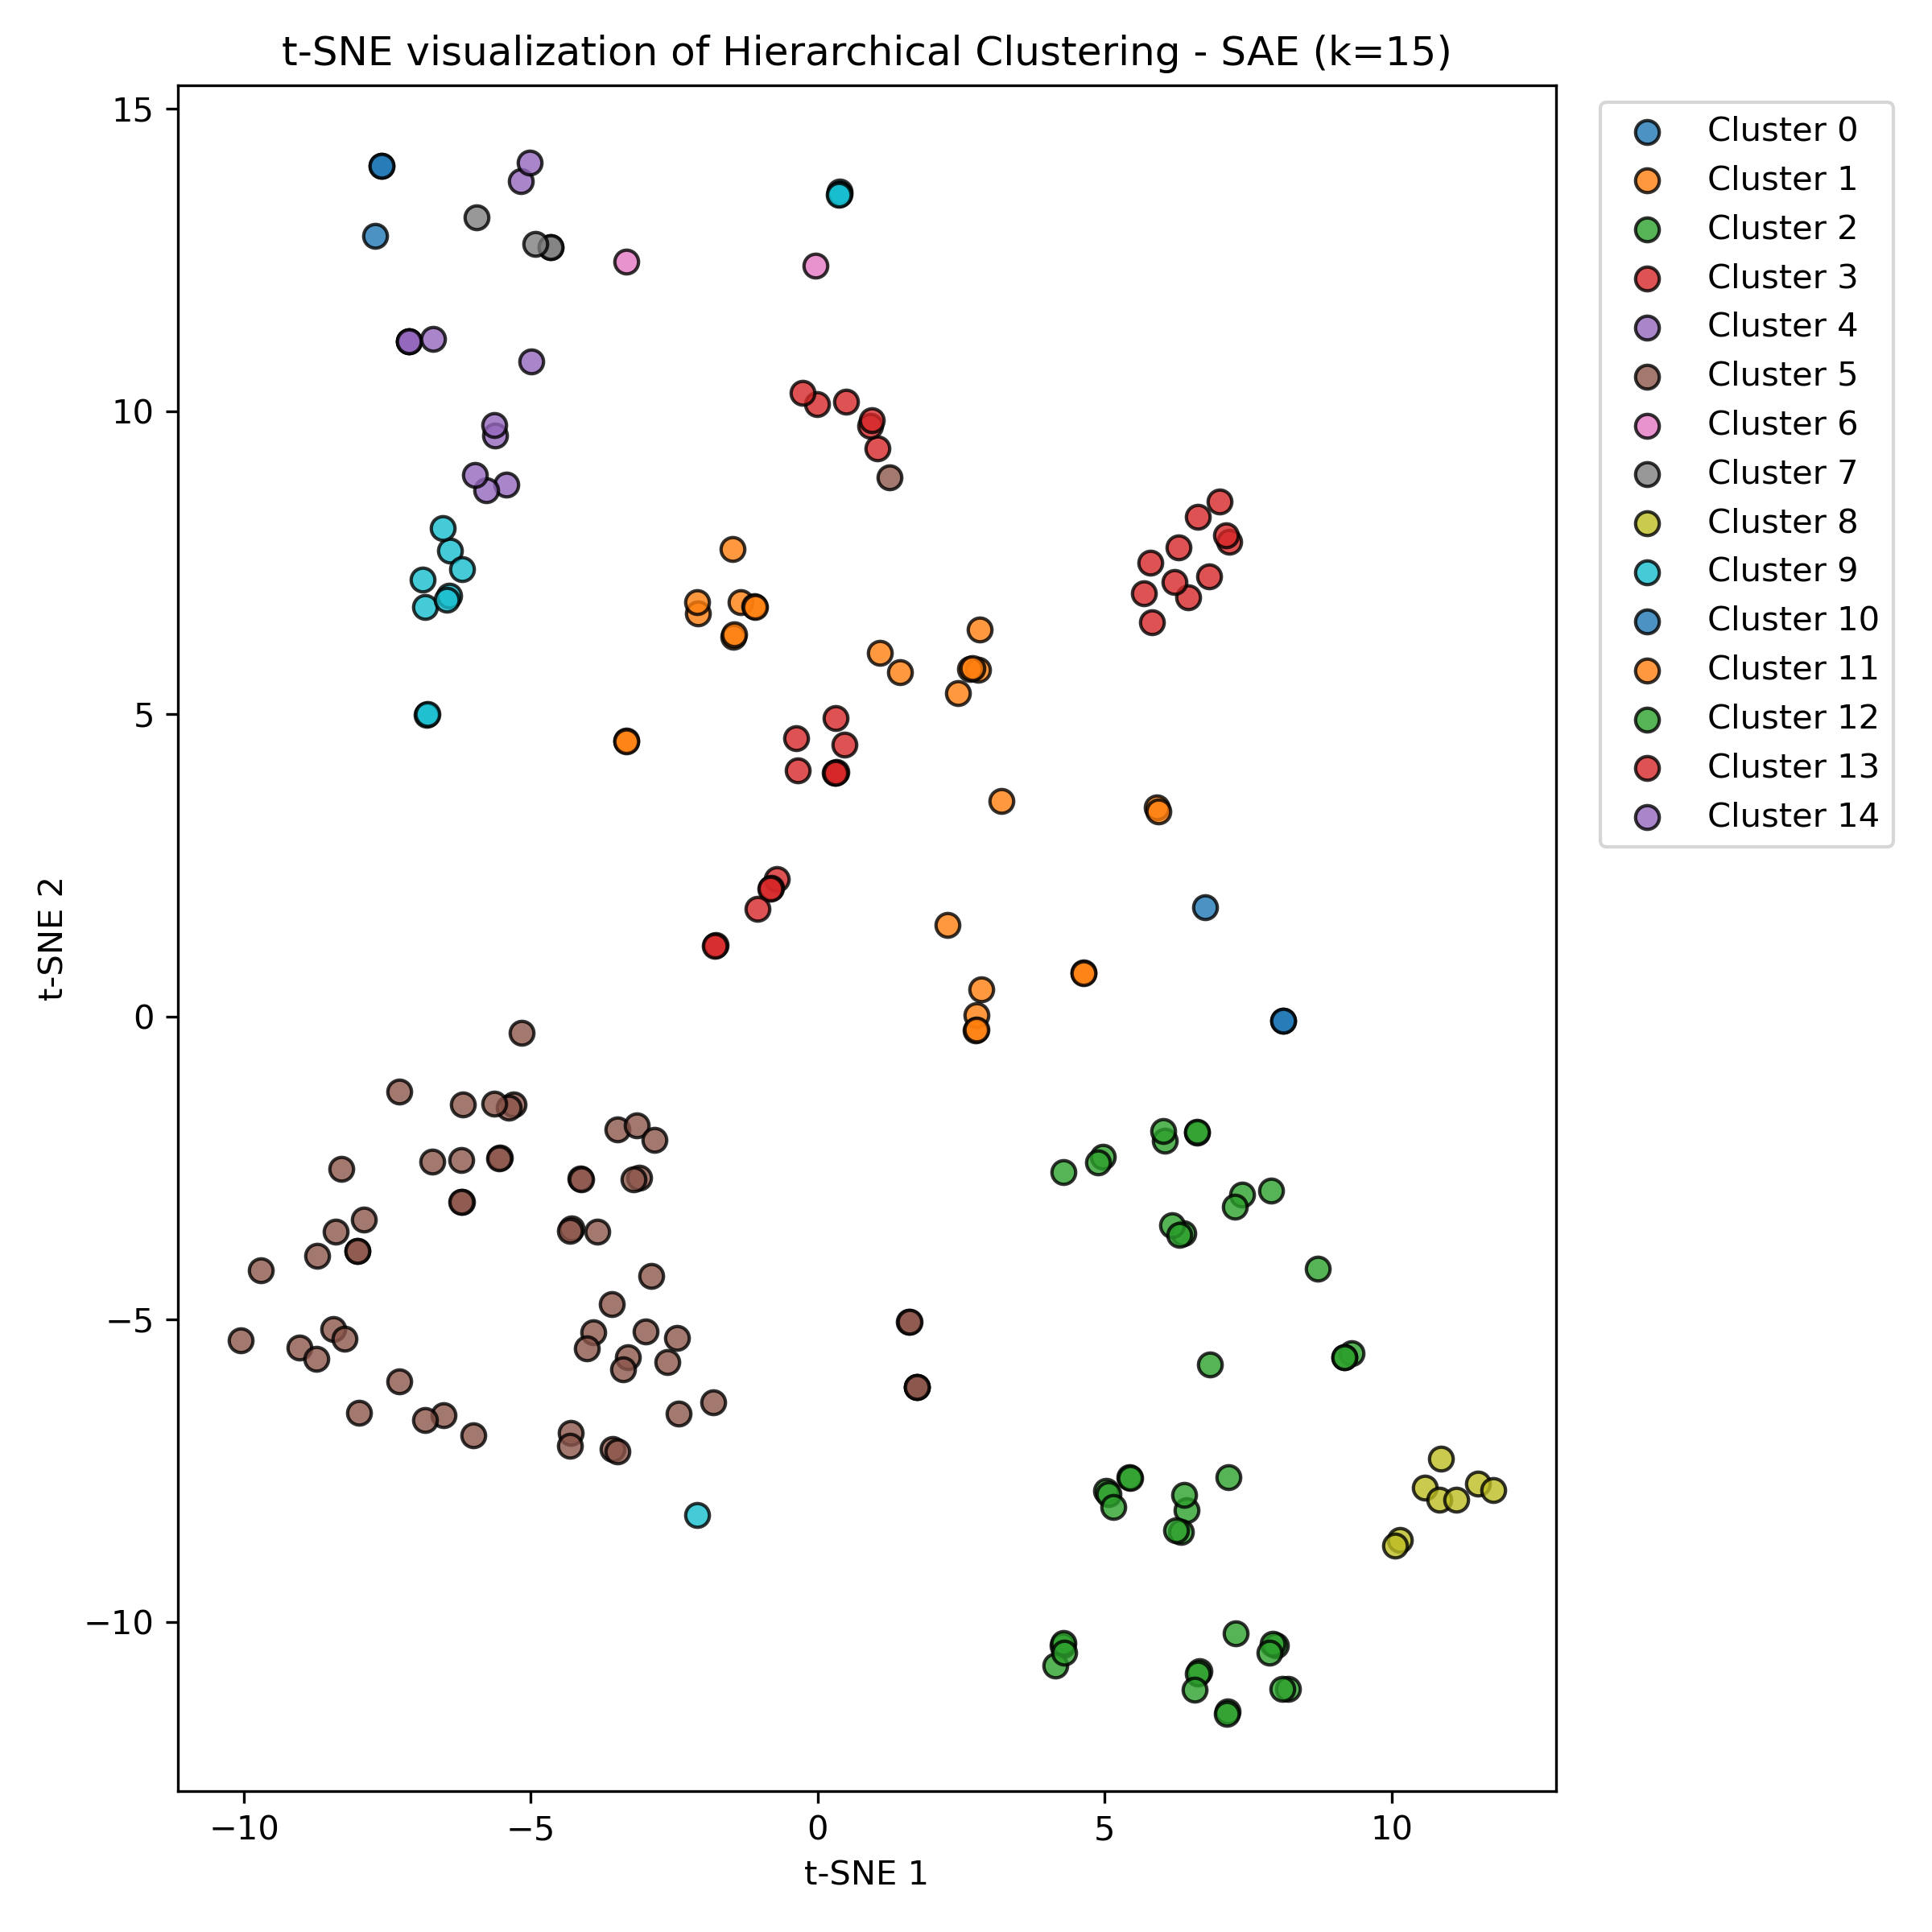 t-SNE visualization of Hierarchical Clustering - SAE (k=15)
15
10
5
0
−5
−10
t-SNE 2
−10
−5
0
5
10
t-SNE 1
Cluster 0
Cluster 1
Cluster 2
Cluster 3
Cluster 4
Cluster 5
Cluster 6
Cluster 7
Cluster 8
Cluster 9
Cluster 10
Cluster 11
Cluster 12
Cluster 13
Cluster 14